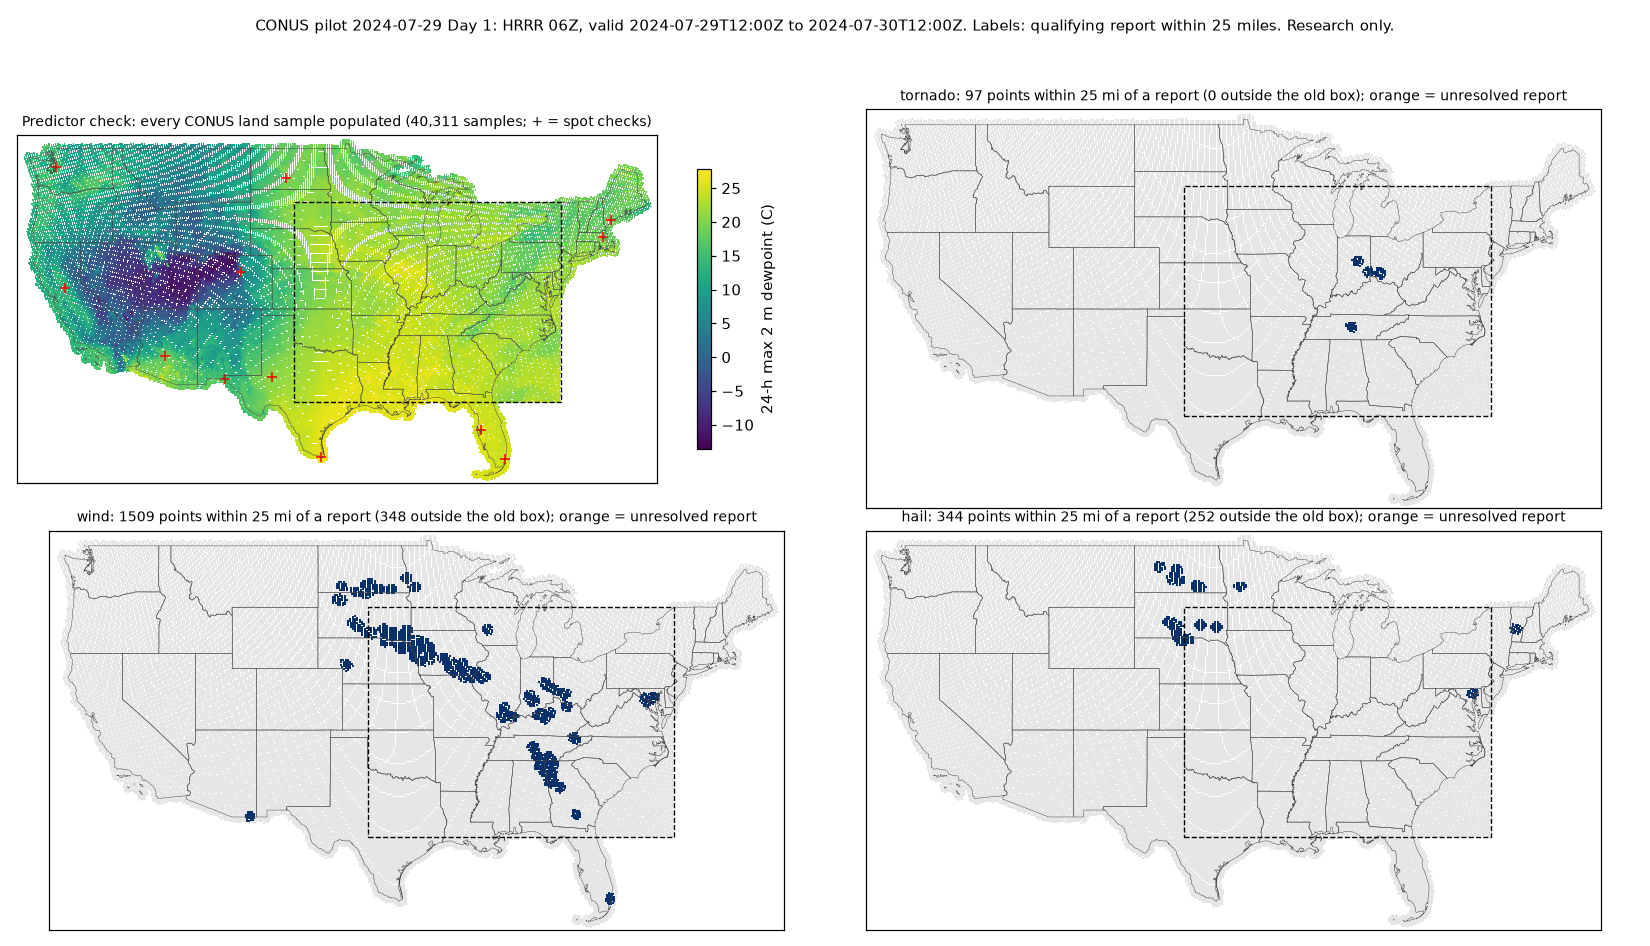 CONUS pilot 2024-07-29 Day 1: HRRR 06Z, valid 2024-07-29T12:00Z to 2024-07-30T12:00Z. Labels: qualifying report within 25 miles. Research only.
Predictor check: every CONUS land sample populated (40,311 samples; + = spot checks)
25
20
15
10
5
0
−5
−10
24-h max 2 m dewpoint (C)
tornado: 97 points within 25 mi of a report (0 outside the old box); orange = unresolved report
wind: 1509 points within 25 mi of a report (348 outside the old box); orange = unresolved report
hail: 344 points within 25 mi of a report (252 outside the old box); orange = unresolved report